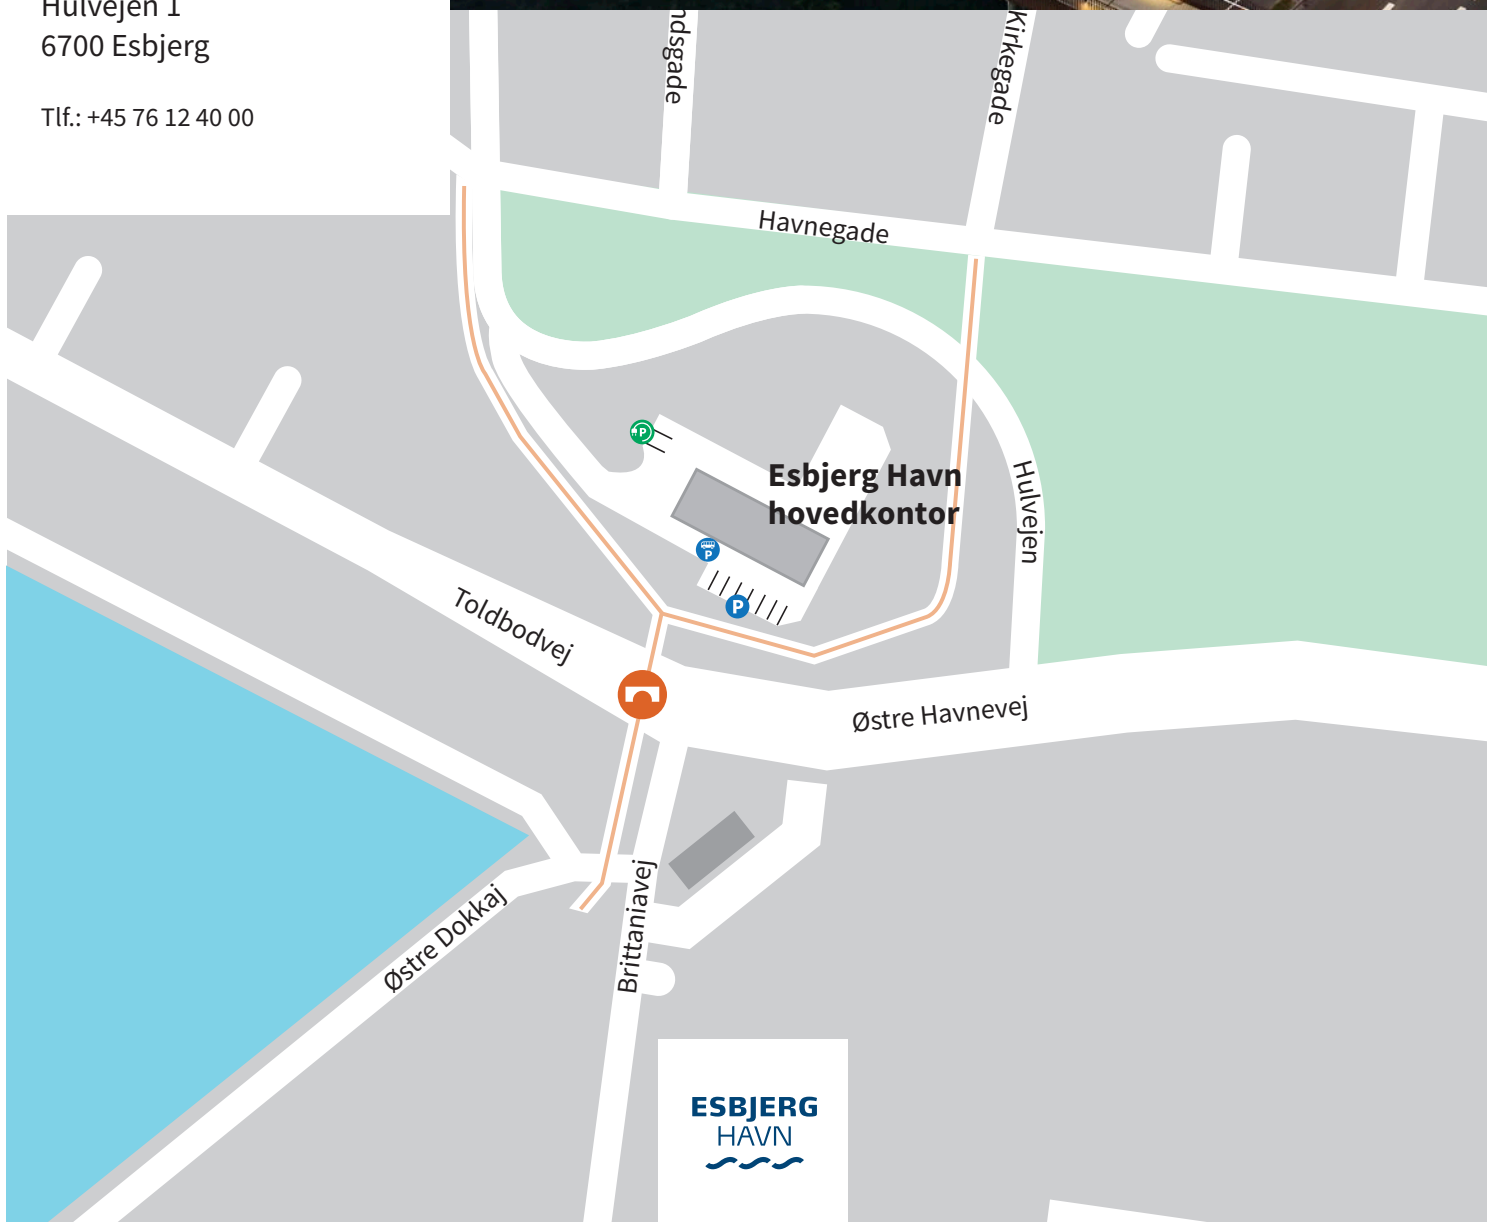 Hulvejen 1
6700 Esbjerg
Tlf.: +45 76 12 40 00
Kirkegade
Havnegade
P
Esbjerg Havn
hovedkontor
Hulvejen
P
P
Toldbodvej
Østre Havnevej
Østre Dokkaj
Brittaniavej
ESBJERG
HAVN